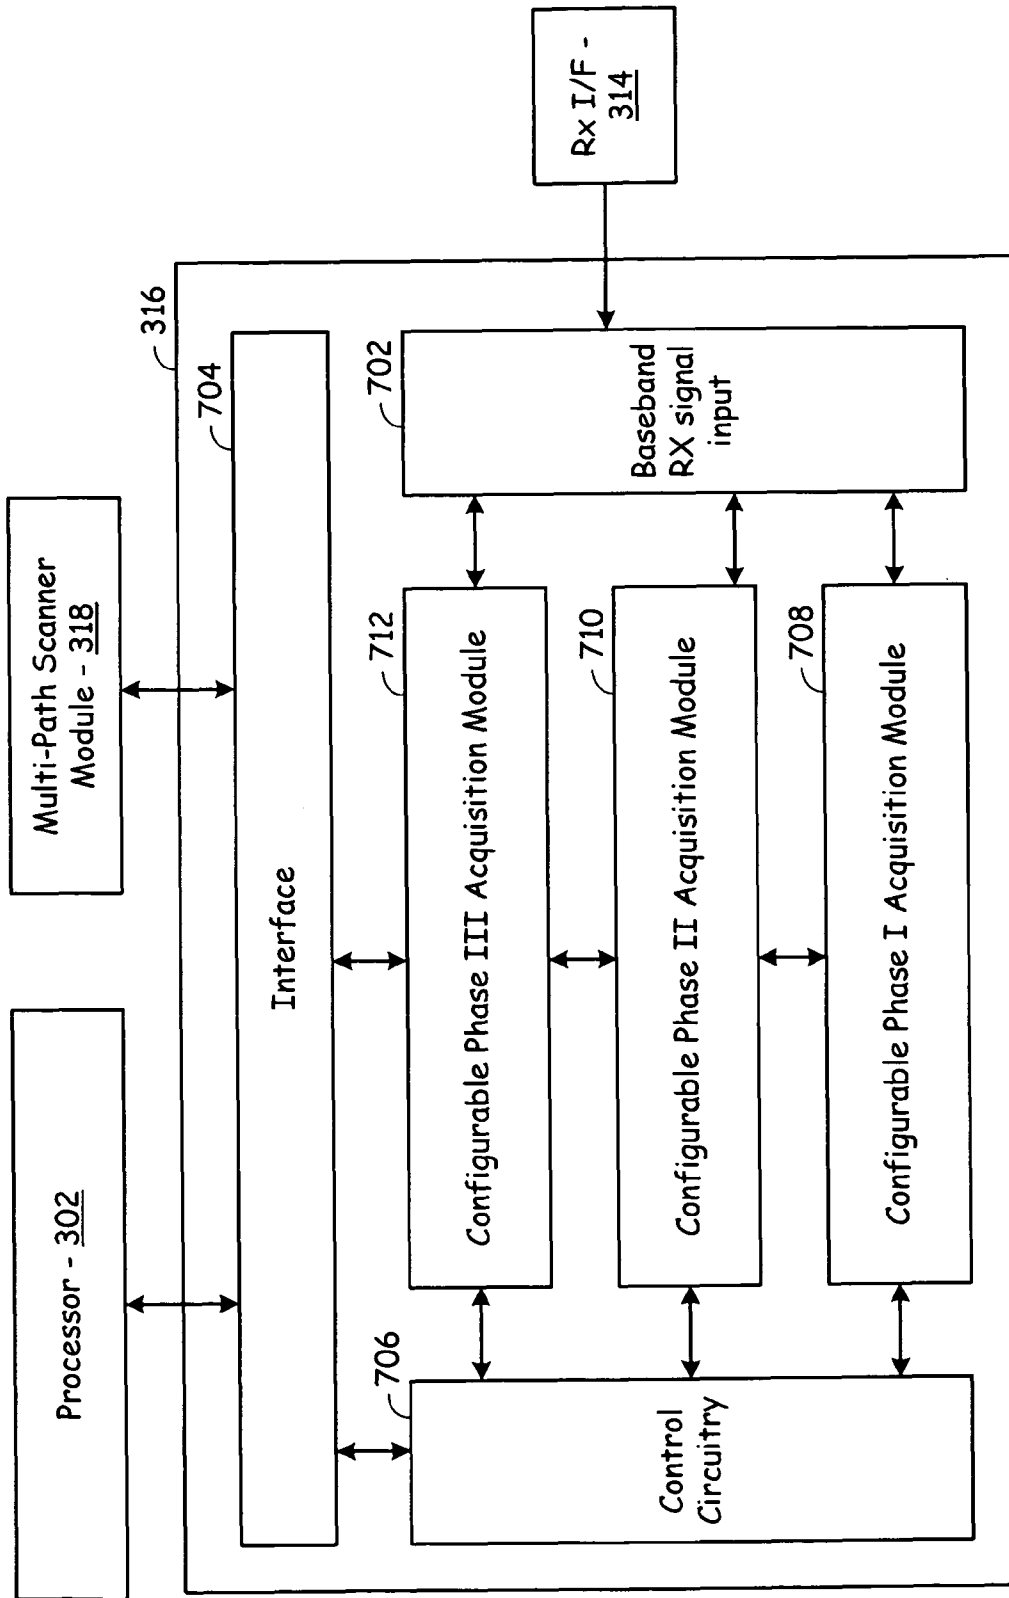 Processor - 302
Multi-Path Scanner
Module - 318
316
704
Interface
706
Control
Circuitry
712
Configurable Phase III Acquisition Module
710
Configurable Phase II Acquisition Module
708
Configurable Phase I Acquisition Module
702
Baseband
RX signal
input
Rx I/F -
314